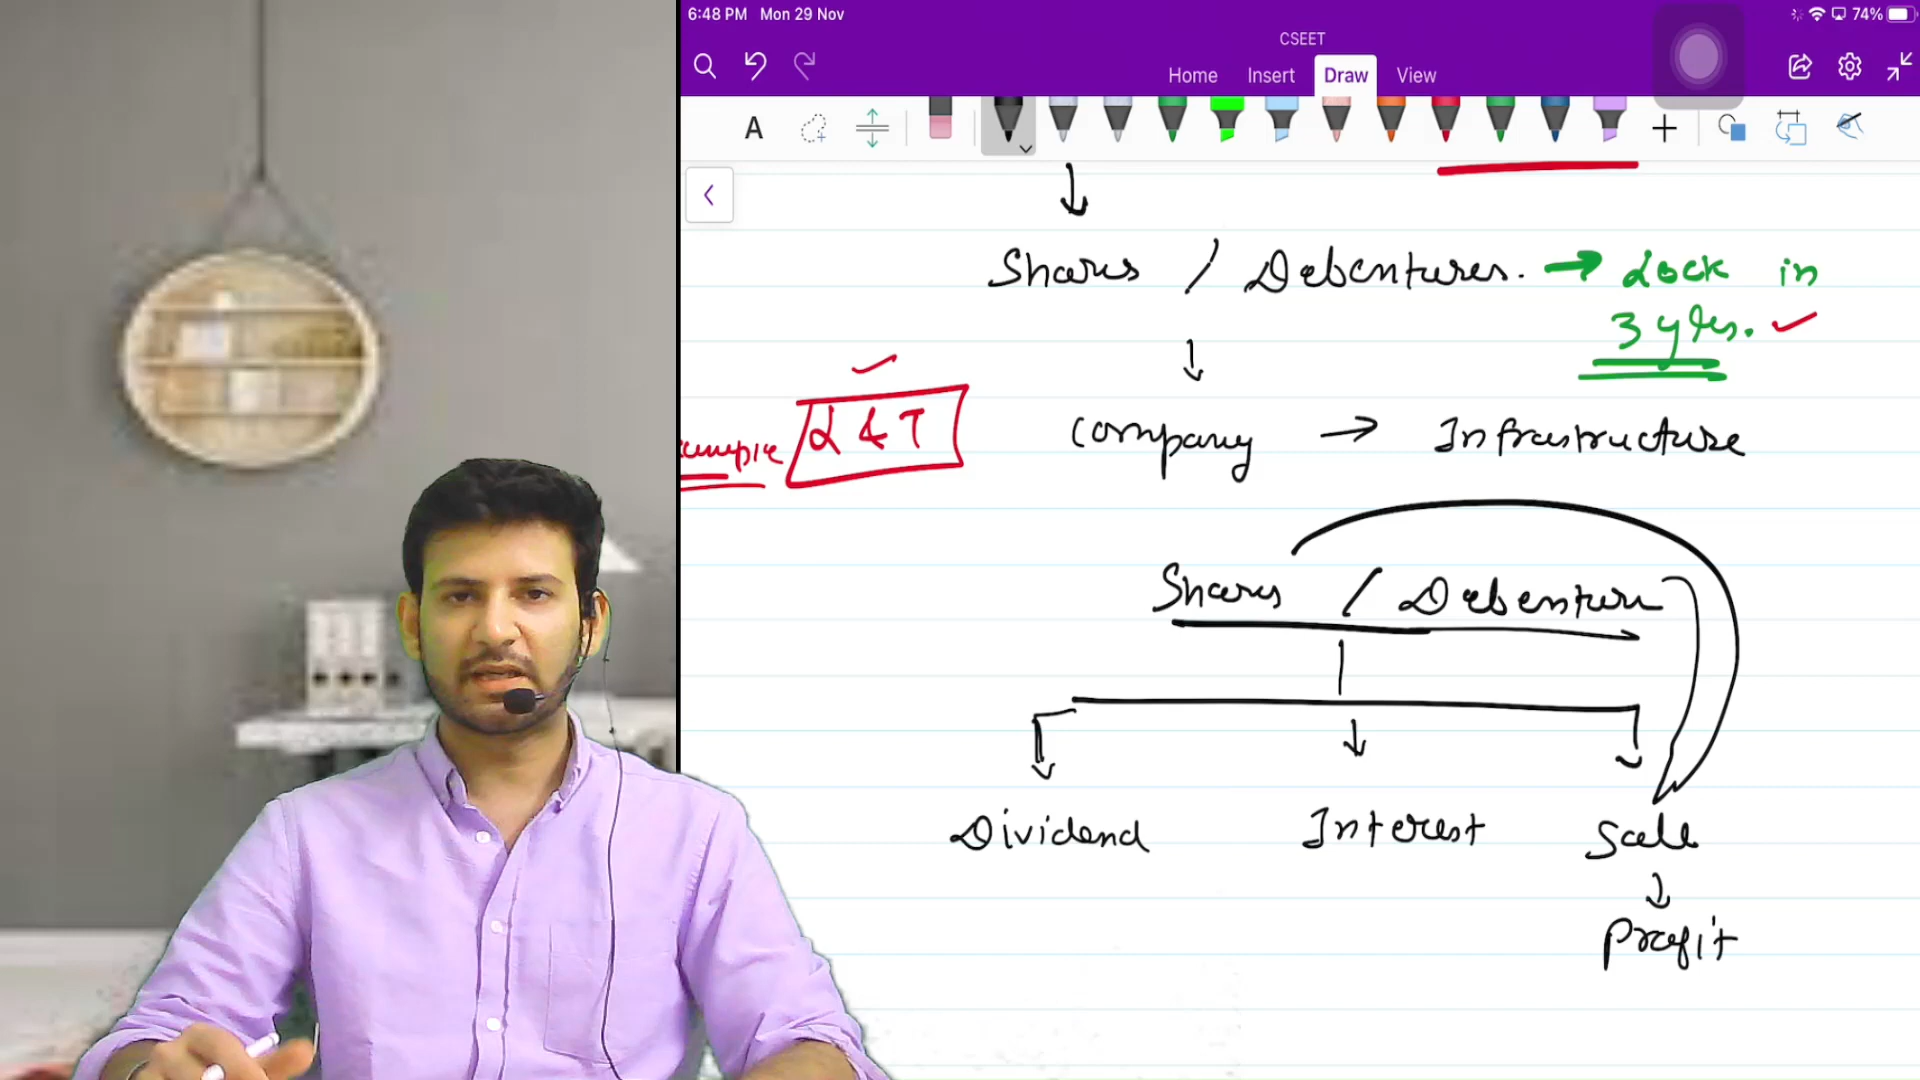 6:48 PM Mon 29 Nov
74%
CSEET
Home Insert Draw View
A
Shares / Debentures. → Lock in
3 yrs.
L & T
Company → Infrastructure
Shares / Debenture
Dividend Interest Sale
Profit